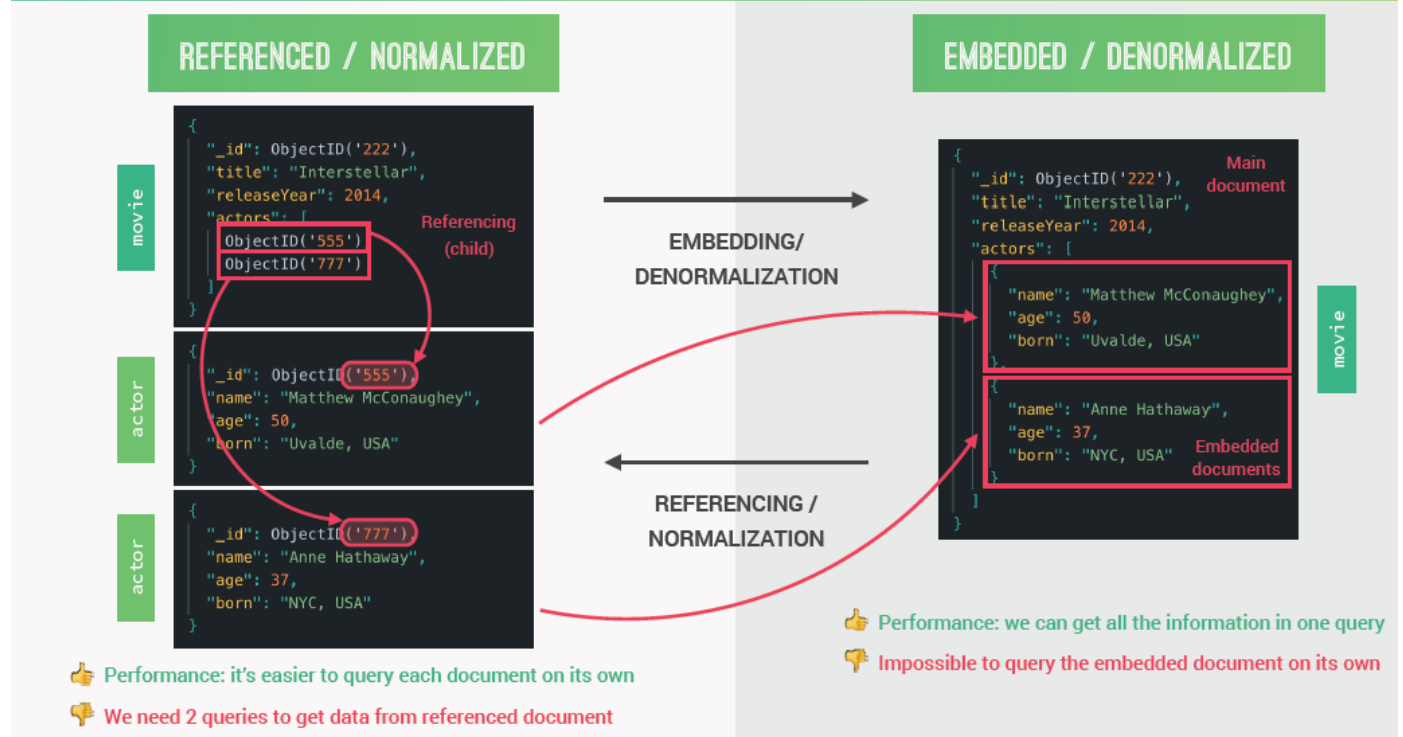 REFERENCED / NORMALIZED
movie
{
"_id": ObjectID('222'),
"title": "Interstellar",
"releaseYear": 2014,
"actors": [
ObjectID('555')
ObjectID('777')
]
}
Referencing
(child)
actor
{
"_id": ObjectID('555'),
"name": "Matthew McConaughey",
"age": 50,
"born": "Uvalde, USA"
}
actor
{
"_id": ObjectID('777'),
"name": "Anne Hathaway",
"age": 37,
"born": "NYC, USA"
}
👍 Performance: it's easier to query each document on its own
👎 We need 2 queries to get data from referenced document
EMBEDDING/
DENORMALIZATION
REFERENCING /
NORMALIZATION
EMBEDDED / DENORMALIZED
{
"_id": ObjectID('222'),
"title": "Interstellar",
"releaseYear": 2014,
"actors": [
{
"name": "Matthew McConaughey",
"age": 50,
"born": "Uvalde, USA"
},
{
"name": "Anne Hathaway",
"age": 37,
"born": "NYC, USA"
}
]
}
Main
document
Embedded
documents
movie
👍 Performance: we can get all the information in one query
👎 Impossible to query the embedded document on its own